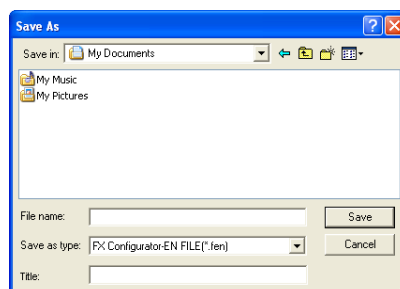 Save As
Save in: My Documents
My Music
My Pictures
File name:
Save
Save as type: FX Configurator-EN FILE(*.fen)
Cancel
Title: